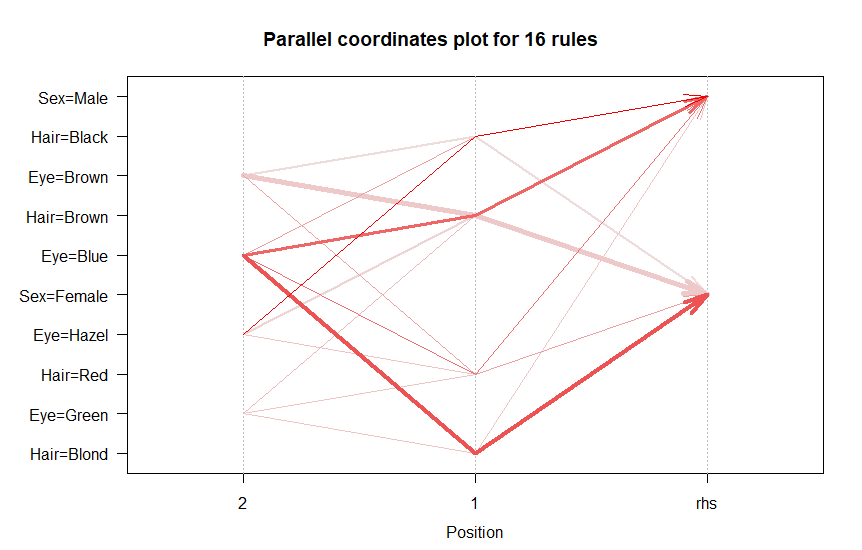 Parallel coordinates plot for 16 rules
Sex=Male
Hair=Black
Eye=Brown
Hair=Brown
Eye=Blue
Sex=Female
Eye=Hazel
Hair=Red
Eye=Green
Hair=Blond
2 1 rhs
Position